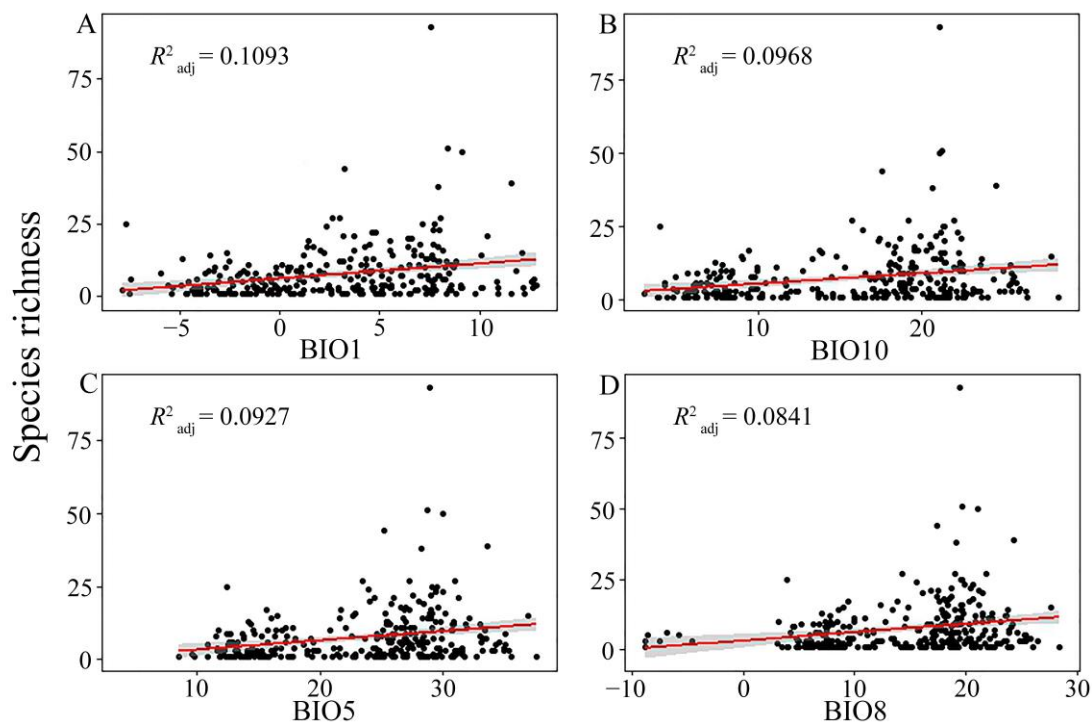 Species richness
A
R²adj = 0.1093
75
50
25
0
−5
0
5
10
BIO1
B
R²adj = 0.0968
75
50
25
0
10
20
BIO10
C
R²adj = 0.0927
75
50
25
0
10
20
30
BIO5
D
R²adj = 0.0841
75
50
25
0
−10
0
10
20
30
BIO8